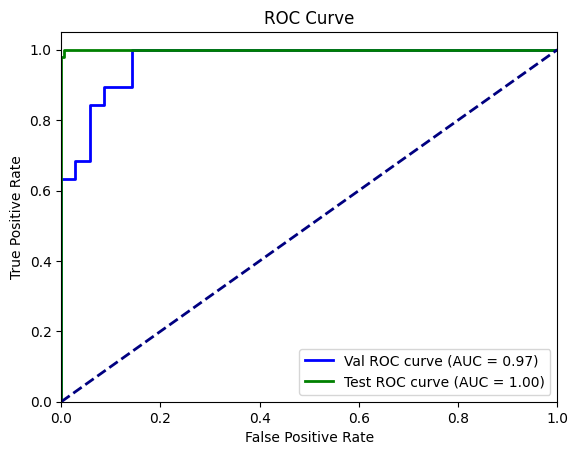 ROC Curve
True Positive Rate
1.0
0.8
0.6
0.4
0.2
0.0
Val ROC curve (AUC = 0.97)
Test ROC curve (AUC = 1.00)
0.0 0.2 0.4 0.6 0.8 1.0
False Positive Rate